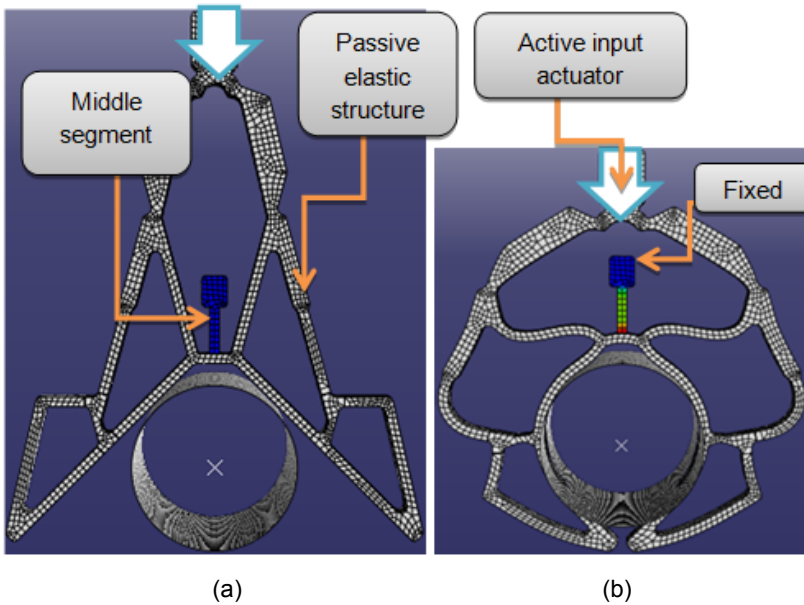 Middle
segment
Passive
elastic
structure
Active input
actuator
Fixed
(a)
(b)